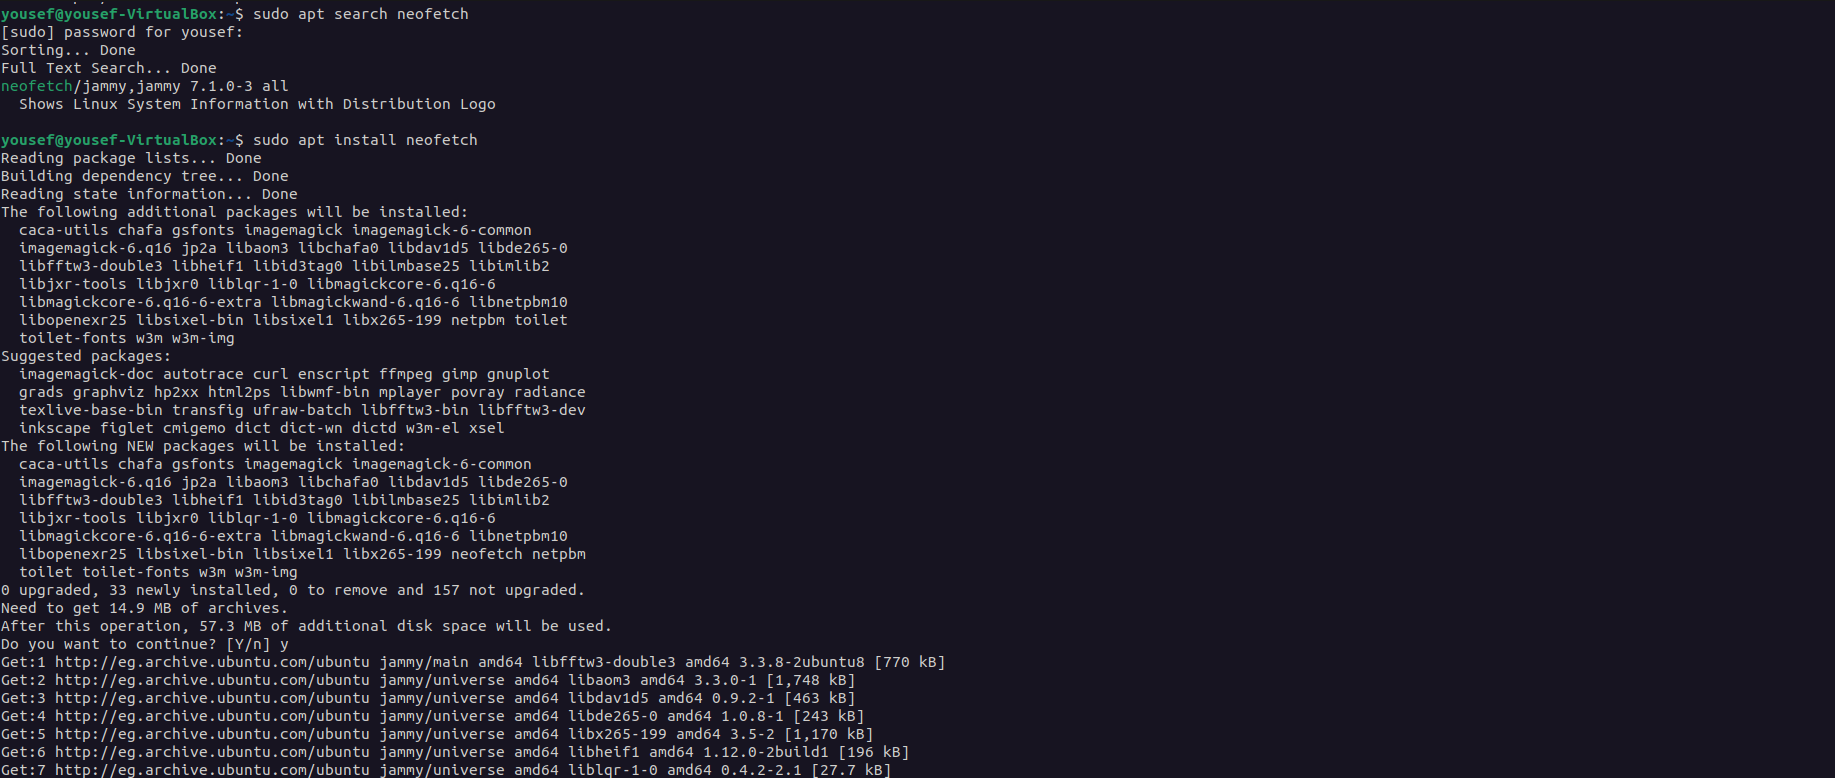 yousef@yousef-VirtualBox:~$ sudo apt search neofetch
[sudo] password for yousef:
Sorting... Done
Full Text Search... Done
neofetch/jammy,jammy 7.1.0-3 all
  Shows Linux System Information with Distribution Logo

yousef@yousef-VirtualBox:~$ sudo apt install neofetch
Reading package lists... Done
Building dependency tree... Done
Reading state information... Done
The following additional packages will be installed:
  caca-utils chafa gsfonts imagemagick imagemagick-6-common
  imagemagick-6.q16 jp2a libaom3 libchafa0 libdav1d5 libde265-0
  libfftw3-double3 libheif1 libid3tag0 libilmbase25 libimlib2
  libjxr-tools libjxr0 liblqr-1-0 libmagickcore-6.q16-6
  libmagickcore-6.q16-6-extra libmagickwand-6.q16-6 libnetpbm10
  libopenexr25 libsixel-bin libsixel1 libx265-199 netpbm toilet
  toilet-fonts w3m w3m-img
Suggested packages:
  imagemagick-doc autotrace curl enscript ffmpeg gimp gnuplot
  grads graphviz hp2xx html2ps libwmf-bin mplayer povray radiance
  texlive-base-bin transfig ufraw-batch libfftw3-bin libfftw3-dev
  inkscape figlet cmigemo dict dict-wn dictd w3m-el xsel
The following NEW packages will be installed:
  caca-utils chafa gsfonts imagemagick imagemagick-6-common
  imagemagick-6.q16 jp2a libaom3 libchafa0 libdav1d5 libde265-0
  libfftw3-double3 libheif1 libid3tag0 libilmbase25 libimlib2
  libjxr-tools libjxr0 liblqr-1-0 libmagickcore-6.q16-6
  libmagickcore-6.q16-6-extra libmagickwand-6.q16-6 libnetpbm10
  libopenexr25 libsixel-bin libsixel1 libx265-199 neofetch netpbm
  toilet toilet-fonts w3m w3m-img
0 upgraded, 33 newly installed, 0 to remove and 157 not upgraded.
Need to get 14.9 MB of archives.
After this operation, 57.3 MB of additional disk space will be used.
Do you want to continue? [Y/n] y
Get:1 http://eg.archive.ubuntu.com/ubuntu jammy/main amd64 libfftw3-double3 amd64 3.3.8-2ubuntu8 [770 kB]
Get:2 http://eg.archive.ubuntu.com/ubuntu jammy/universe amd64 libaom3 amd64 3.3.0-1 [1,748 kB]
Get:3 http://eg.archive.ubuntu.com/ubuntu jammy/universe amd64 libdav1d5 amd64 0.9.2-1 [463 kB]
Get:4 http://eg.archive.ubuntu.com/ubuntu jammy/universe amd64 libde265-0 amd64 1.0.8-1 [243 kB]
Get:5 http://eg.archive.ubuntu.com/ubuntu jammy/universe amd64 libx265-199 amd64 3.5-2 [1,170 kB]
Get:6 http://eg.archive.ubuntu.com/ubuntu jammy/universe amd64 libheif1 amd64 1.12.0-2build1 [196 kB]
Get:7 http://eg.archive.ubuntu.com/ubuntu jammy/universe amd64 liblqr-1-0 amd64 0.4.2-2.1 [27.7 kB]